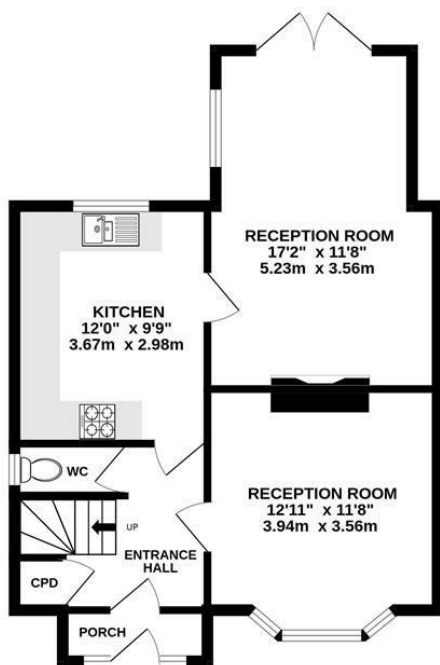 RECEPTION ROOM
17'2" x 11'8"
5.23m x 3.56m
KITCHEN
12'0" x 9'9"
3.67m x 2.98m
WC
RECEPTION ROOM
12'11" x 11'8"
3.94m x 3.56m
UP
ENTRANCE
HALL
CPD
PORCH